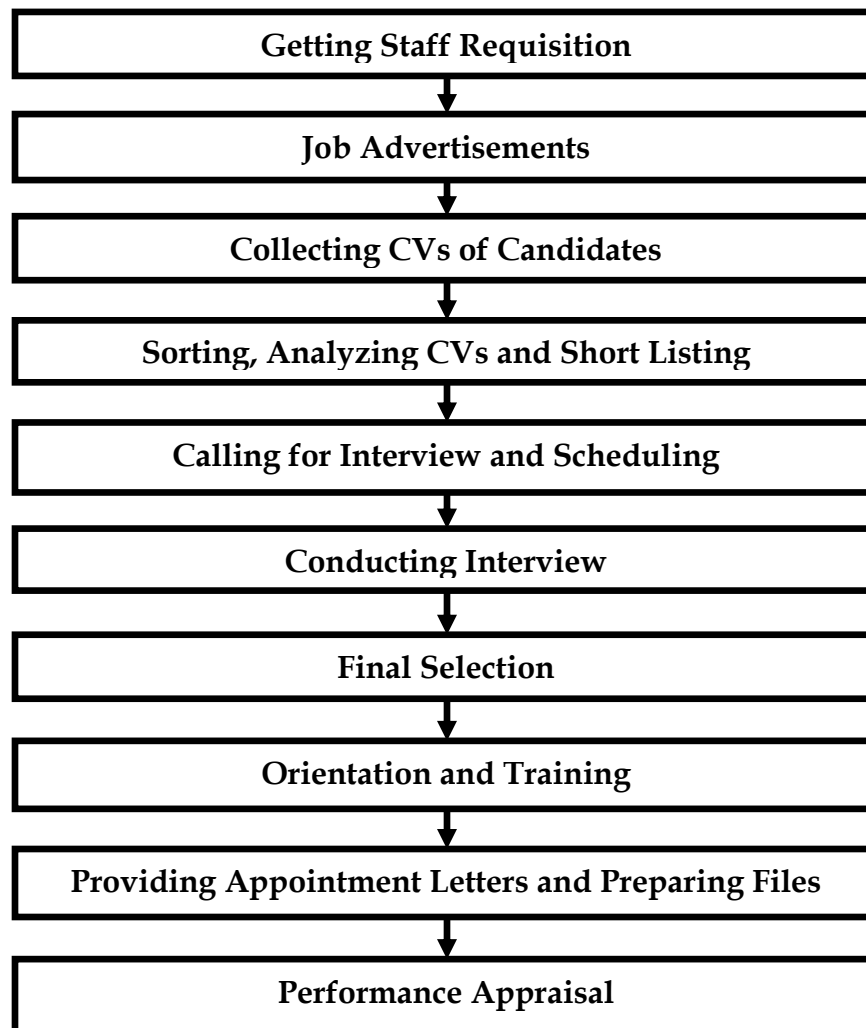 Getting Staff Requisition
Job Advertisements
Collecting CVs of Candidates
Sorting, Analyzing CVs and Short Listing
Calling for Interview and Scheduling
Conducting Interview
Final Selection
Orientation and Training
Providing Appointment Letters and Preparing Files
Performance Appraisal